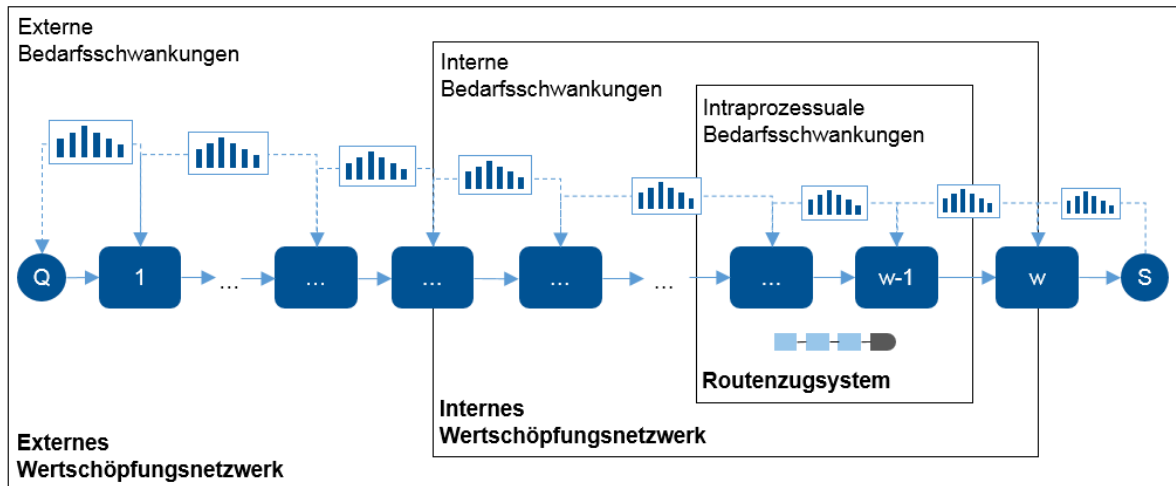 Externe
Bedarfsschwankungen
Interne
Bedarfsschwankungen
Intraprozessuale
Bedarfsschwankungen
Q
1
...
...
...
...
...
...
w-1
w
S
Routenzugsystem
Internes
Wertschöpfungsnetzwerk
Externes
Wertschöpfungsnetzwerk